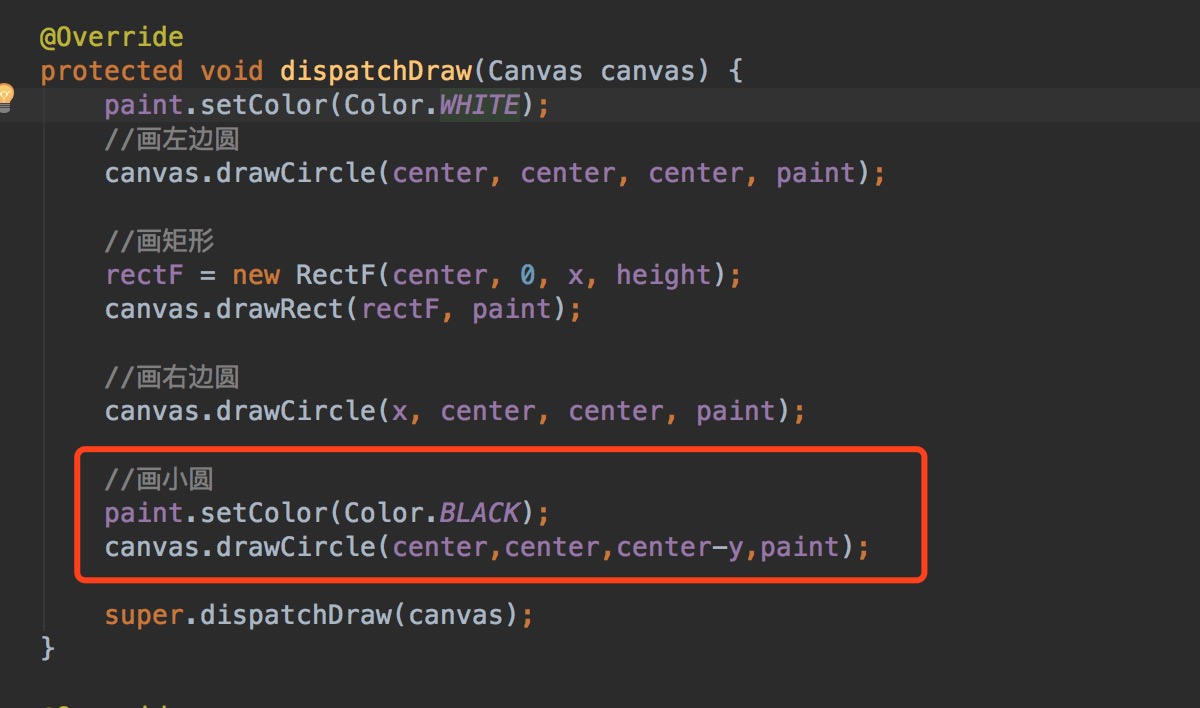 @Override
protected void dispatchDraw(Canvas canvas) {
paint.setColor(Color.WHITE);
//画左边圆
canvas.drawCircle(center, center, center, paint);
//画矩形
rectF = new RectF(center, 0, x, height);
canvas.drawRect(rectF, paint);
//画右边圆
canvas.drawCircle(x, center, center, paint);
//画小圆
paint.setColor(Color.BLACK);
canvas.drawCircle(center,center,center-y,paint);
super.dispatchDraw(canvas);
}